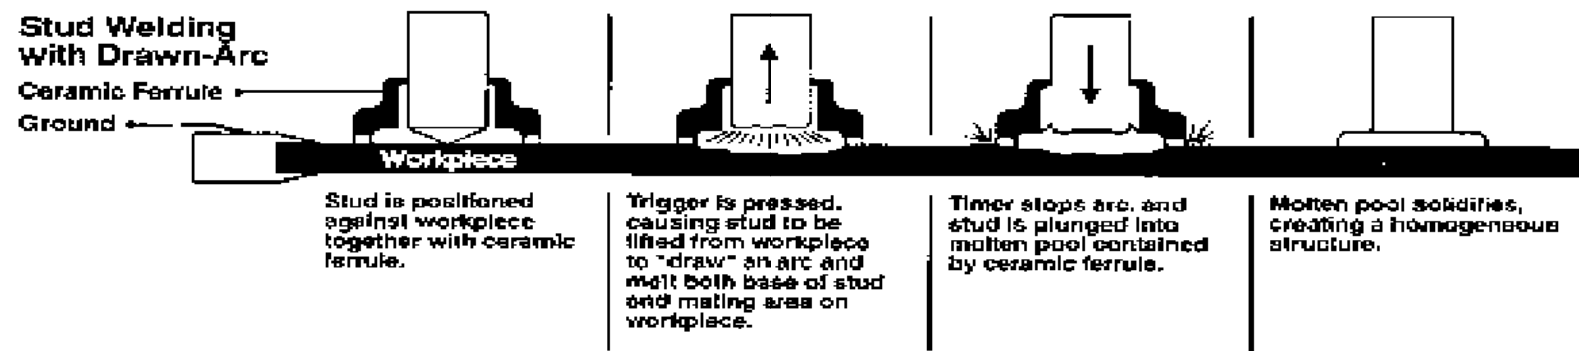 Stud Welding
with Drawn-Arc
Ceramic Ferrule
Ground
Workpiece
Stud is positioned
against workpiece
together with ceramic
ferrule.
Trigger is pressed,
causing stud to be
lifted from workpiece
to "draw" an arc and
melt both base of stud
and mating area on
workpiece.
Timer stops arc, and
stud is plunged into
molten pool contained
by ceramic ferrule.
Molten pool solidifies,
creating a homogeneous
structure.